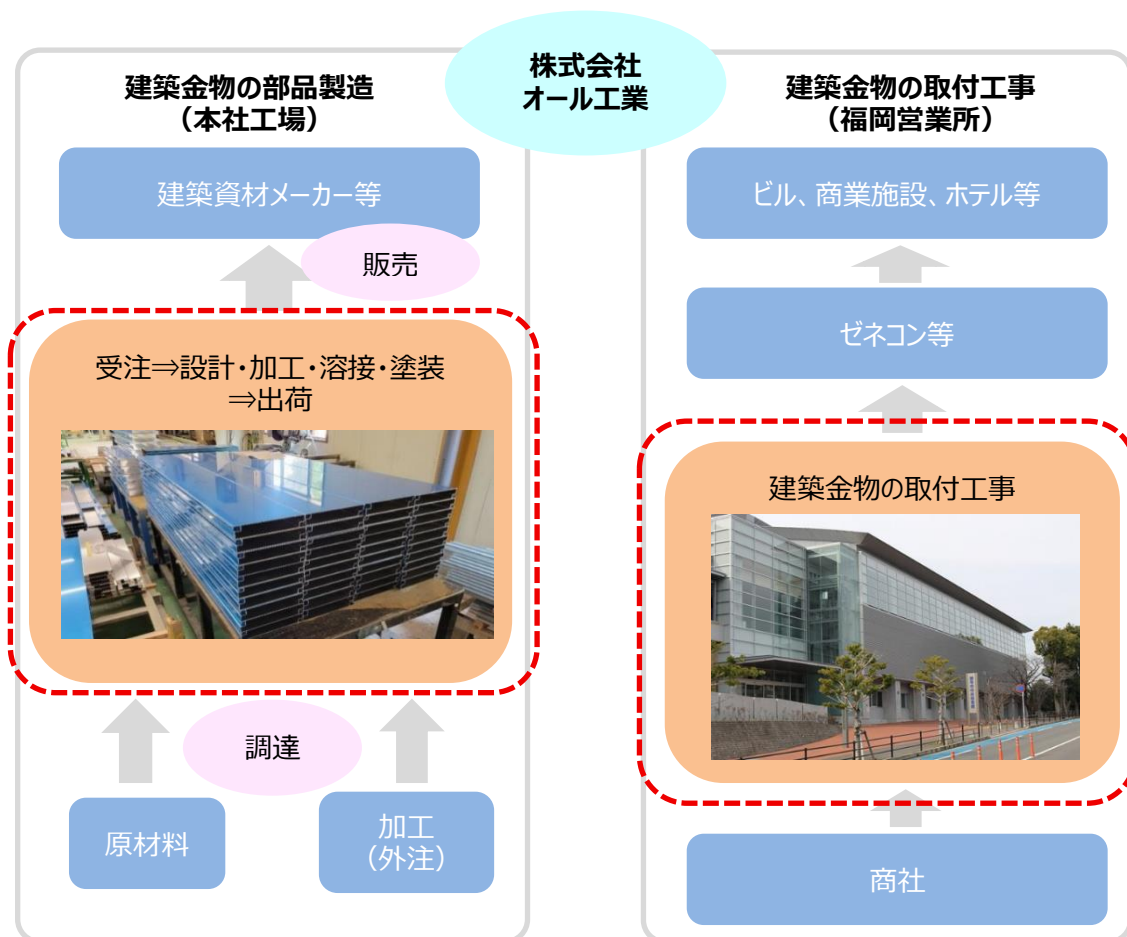 株式会社
オール工業
建築金物の部品製造
（本社工場）
建築資材メーカー等
販売
受注⇒設計・加工・溶接・塗装
⇒出荷
調達
原材料
加工
（外注）
建築金物の取付工事
（福岡営業所）
ビル、商業施設、ホテル等
ゼネコン等
建築金物の取付工事
商社